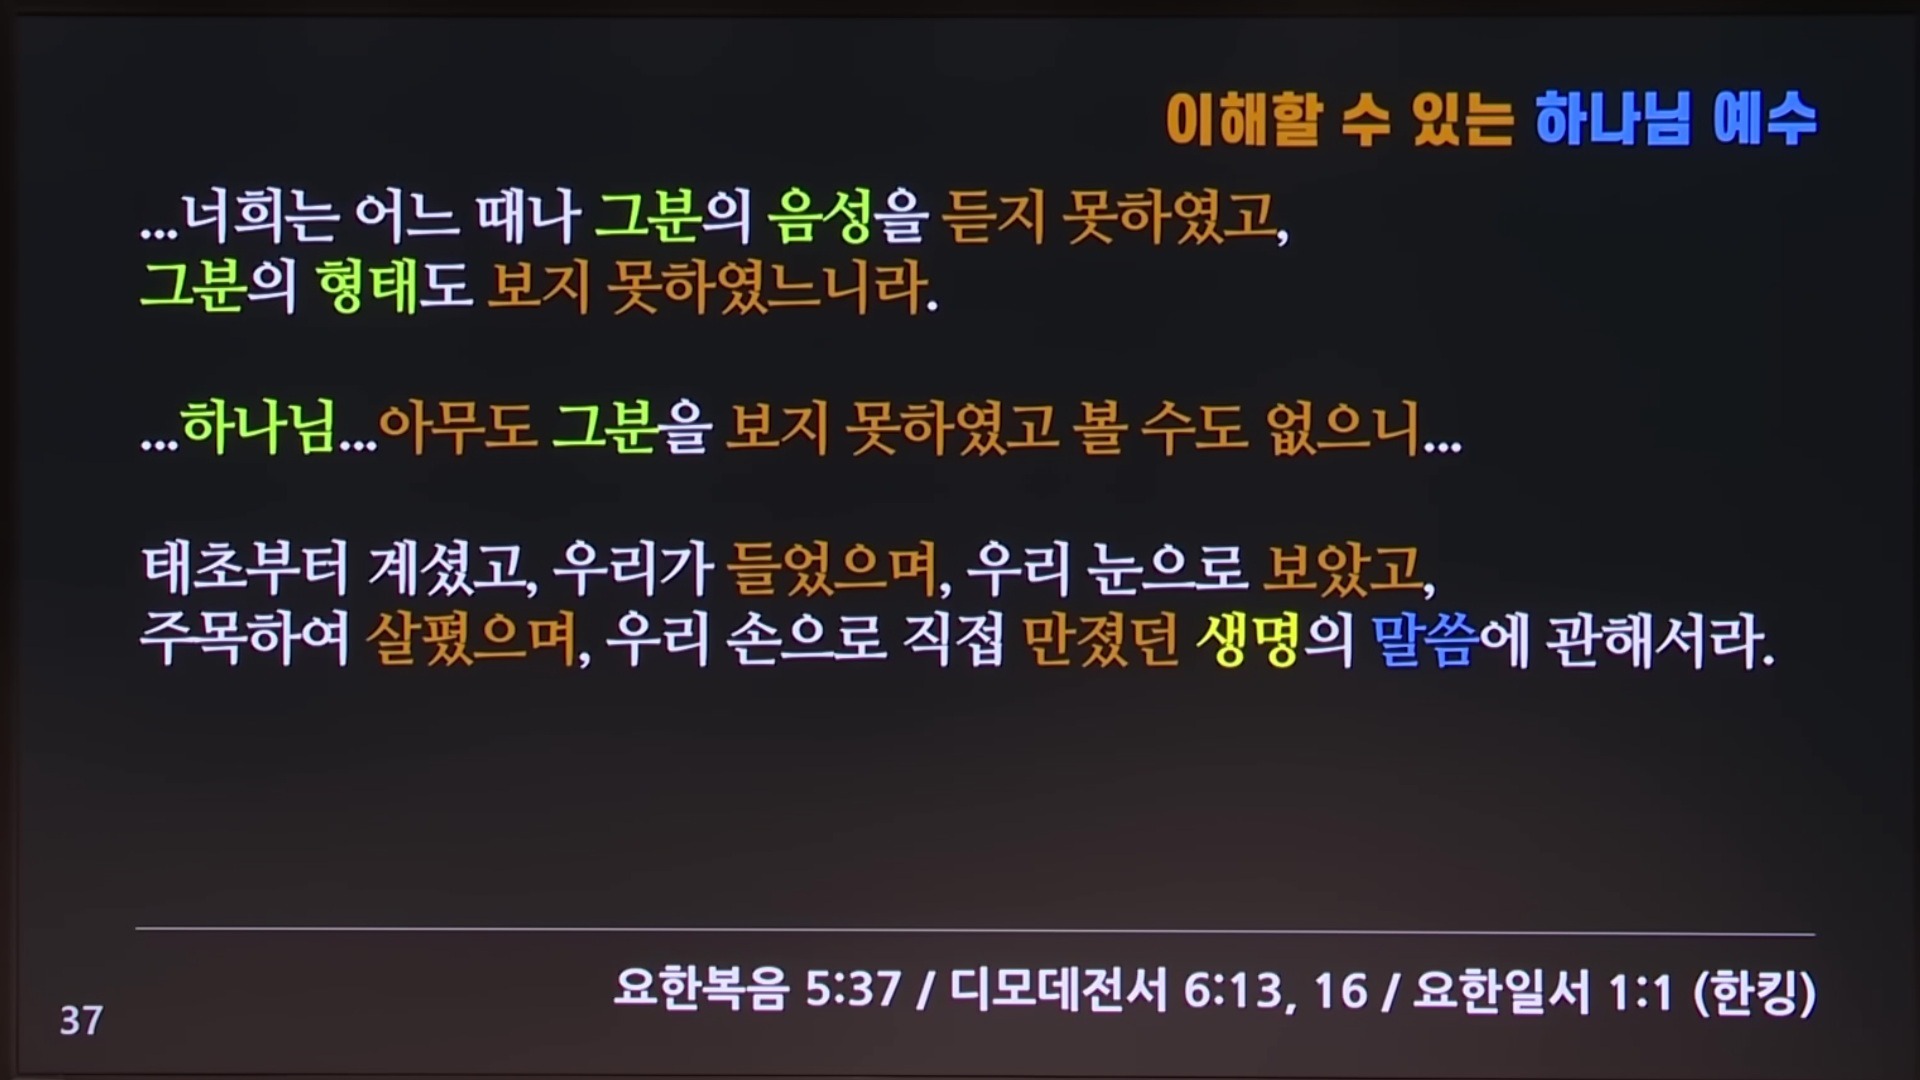 이해할 수 있는 하나님 예수
...너희는 어느 때나 그분의 음성을 듣지 못하였고,
그분의 형태도 보지 못하였느니라.
...하나님...아무도 그분을 보지 못하였고 볼 수도 없으니...
태초부터 계셨고, 우리가 들었으며, 우리 눈으로 보았고,
주목하여 살폈으며, 우리 손으로 직접 만졌던 생명의 말씀에 관해서라.
요한복음 5:37 / 디모데전서 6:13, 16 / 요한일서 1:1 (한킹)
37